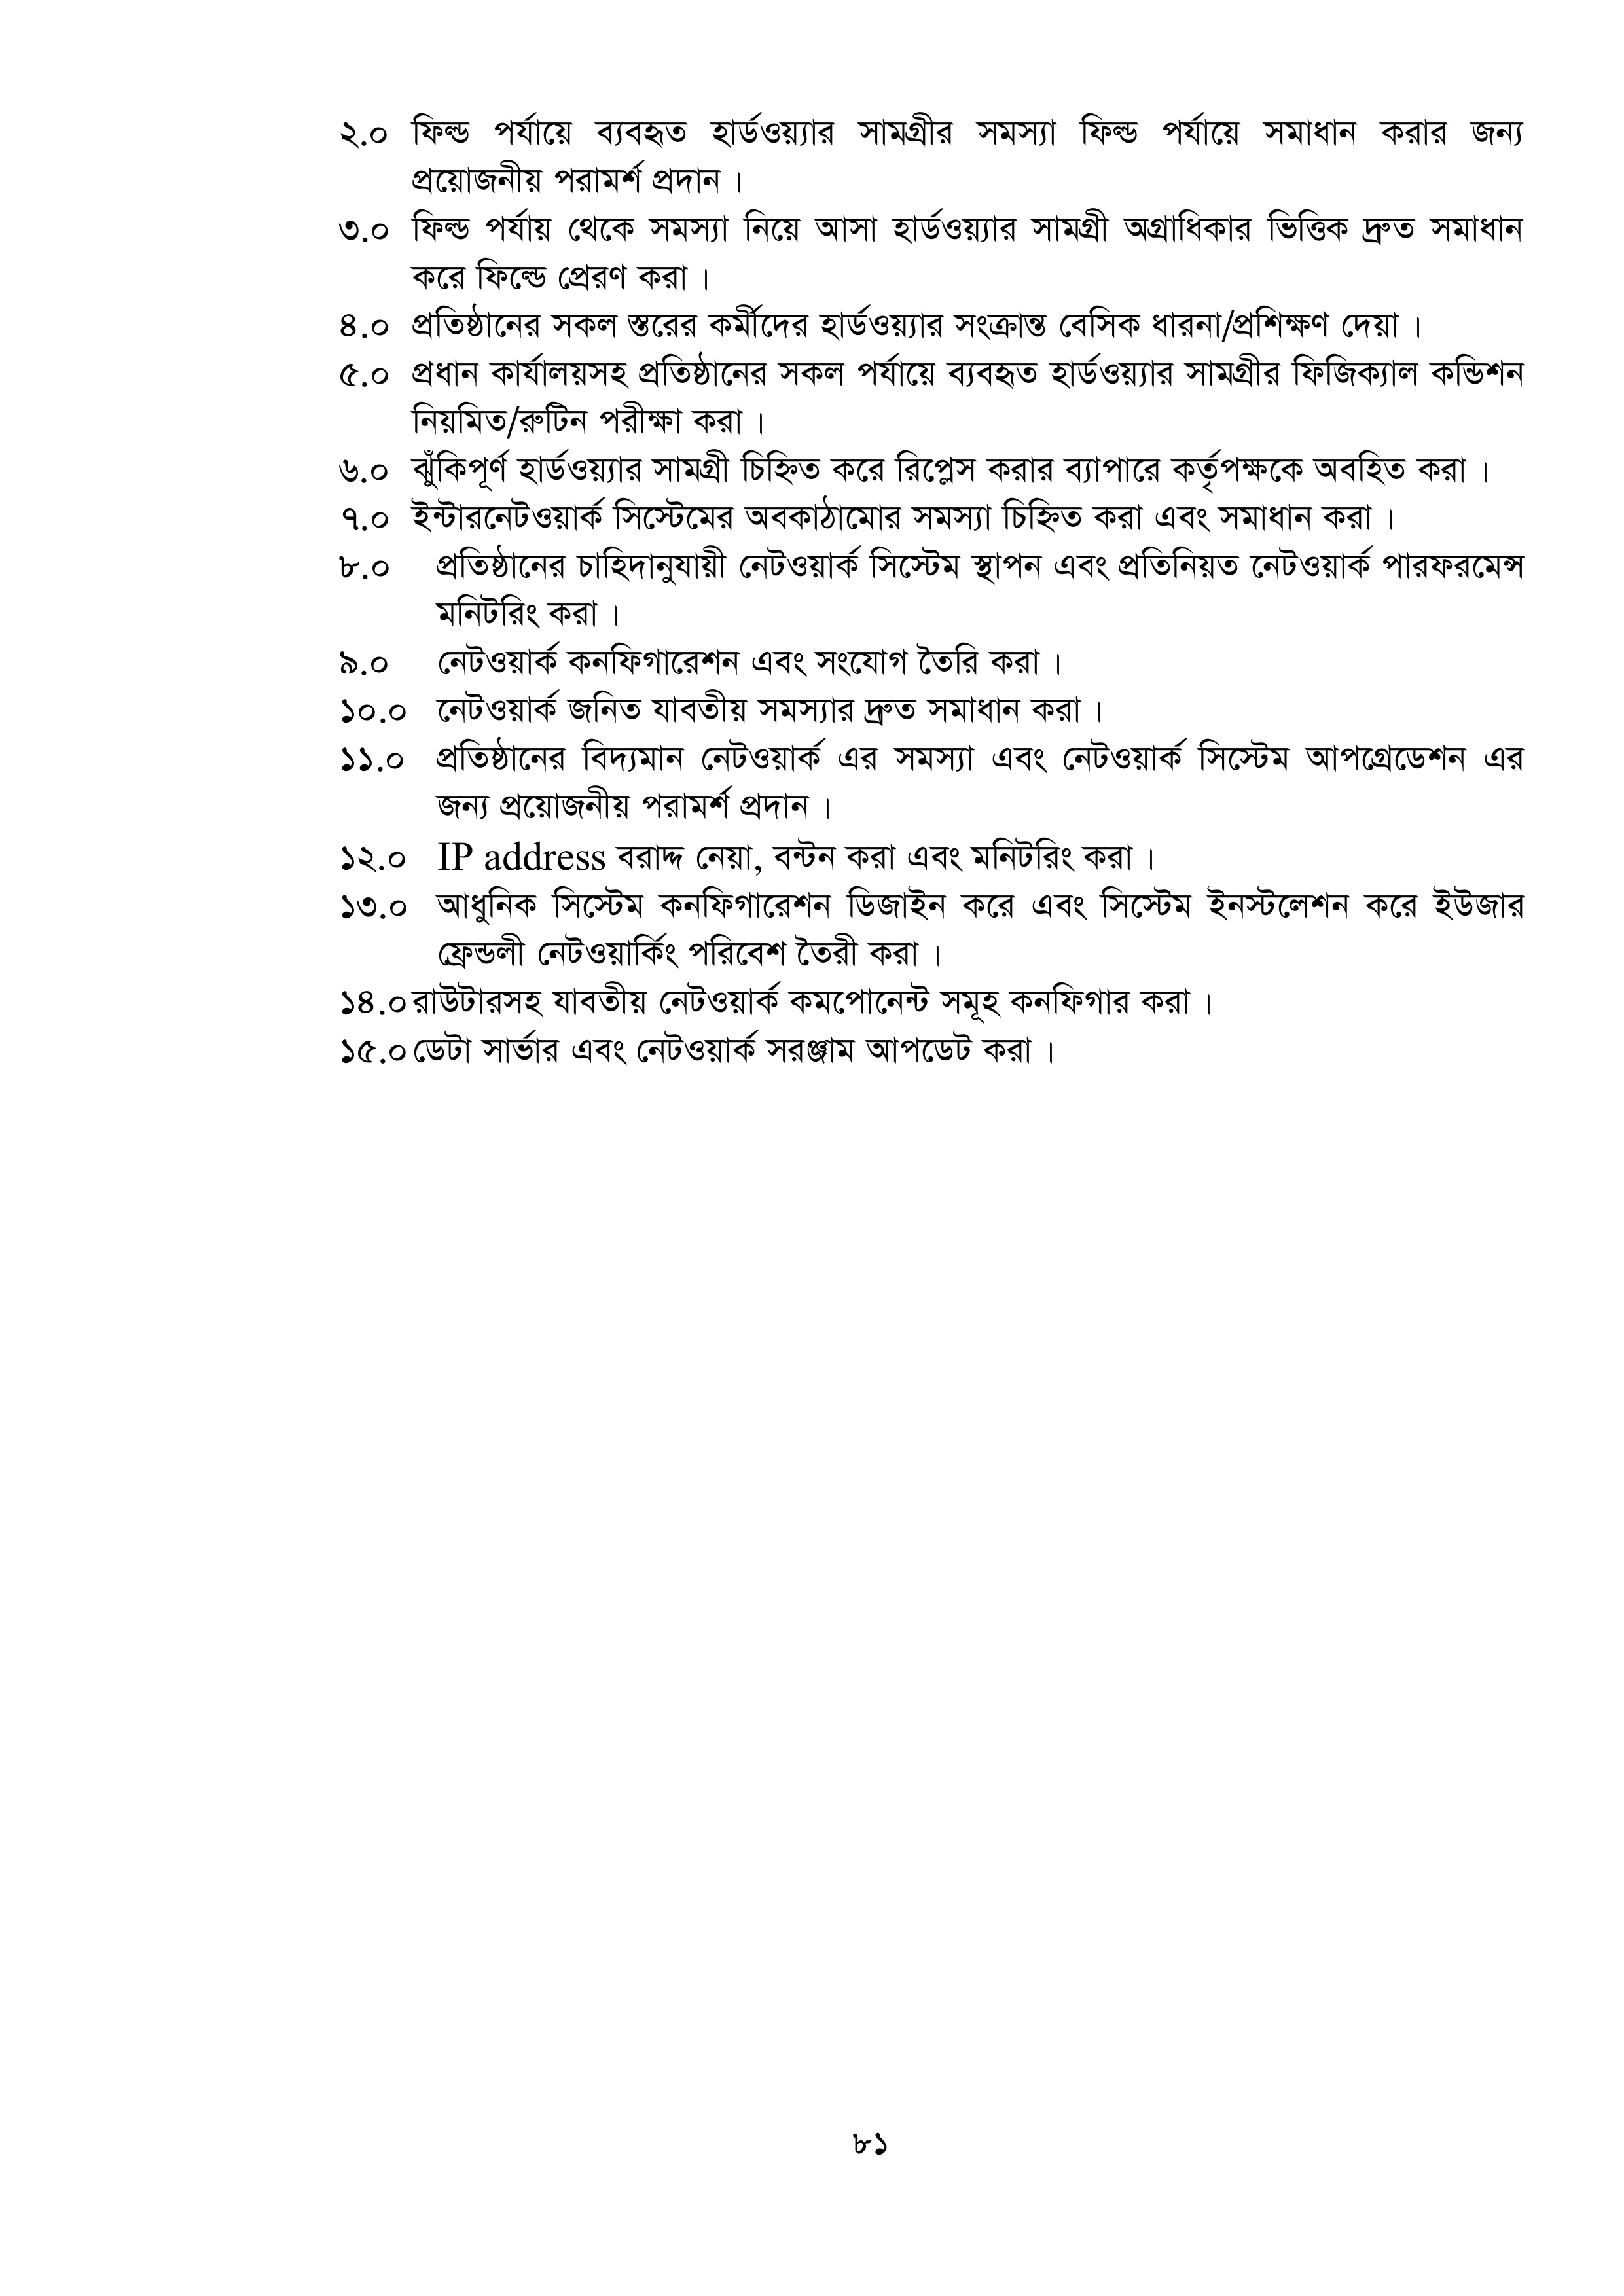 ২.০ ফিল্ড পর্যায়ে ব্যবহৃত হার্ডওয়্যার সামগ্রীর সমস্যা ফিল্ড পর্যায়ে সমাধান করার জন্য
প্রয়োজনীয় পরামর্শ প্রদান।
৩.০ ফিল্ড পর্যায় থেকে সমস্যা নিয়ে আসা হার্ডওয়্যার সামগ্রী অগ্রাধিকার ভিত্তিক দ্রুত সমাধান
করে ফিল্ডে প্রেরণ করা।
৪.০ প্রতিষ্ঠানের সকল স্তরের কর্মীদের হার্ডওয়্যার সংক্রান্ত বেসিক ধারনা/প্রশিক্ষণ দেয়া।
৫.০ প্রধান কার্যালয়সহ প্রতিষ্ঠানের সকল পর্যায়ে ব্যবহৃত হার্ডওয়্যার সামগ্রীর ফিজিক্যাল কন্ডিশন
নিয়মিত/রুটিন পরীক্ষা করা।
৬.০ ঝুঁকিপূর্ণ হার্ডওয়্যার সামগ্রী চিহ্নিত করে রিপ্লেস করার ব্যাপারে কর্তৃপক্ষকে অবহিত করা।
৭.০ ইন্টারনেটওয়ার্ক সিস্টেমের অবকাঠামোর সমস্যা চিহ্নিত করা এবং সমাধান করা।
৮.০ প্রতিষ্ঠানের চাহিদানুযায়ী নেটওয়ার্ক সিস্টেম স্থাপন এবং প্রতিনিয়ত নেটওয়ার্ক পারফরমেন্স
মনিটরিং করা।
৯.০ নেটওয়ার্ক কনফিগারেশন এবং সংযোগ তৈরি করা।
১০.০ নেটওয়ার্ক জনিত যাবতীয় সমস্যার দ্রুত সমাধান করা।
১১.০ প্রতিষ্ঠানের বিদ্যমান নেটওয়ার্ক এর সমস্যা এবং নেটওয়ার্ক সিস্টেম আপগ্রেডেশন এর
জন্য প্রয়োজনীয় পরামর্শ প্রদান।
১২.০ IP address বরাদ্দ নেয়া, বন্টন করা এবং মনিটরিং করা।
১৩.০ আধুনিক সিস্টেম কনফিগারেশন ডিজাইন করে এবং সিস্টেম ইনস্টলেশন করে ইউজার
ফ্রেন্ডলী নেটওয়ার্কিং পরিবেশ তৈরী করা।
১৪.০ রাউটারসহ যাবতীয় নেটওয়ার্ক কমপোনেন্ট সমূহ কনফিগার করা।
১৫.০ ডেটা সার্ভার এবং নেটওয়ার্ক সরঞ্জাম আপডেট করা।
৮১